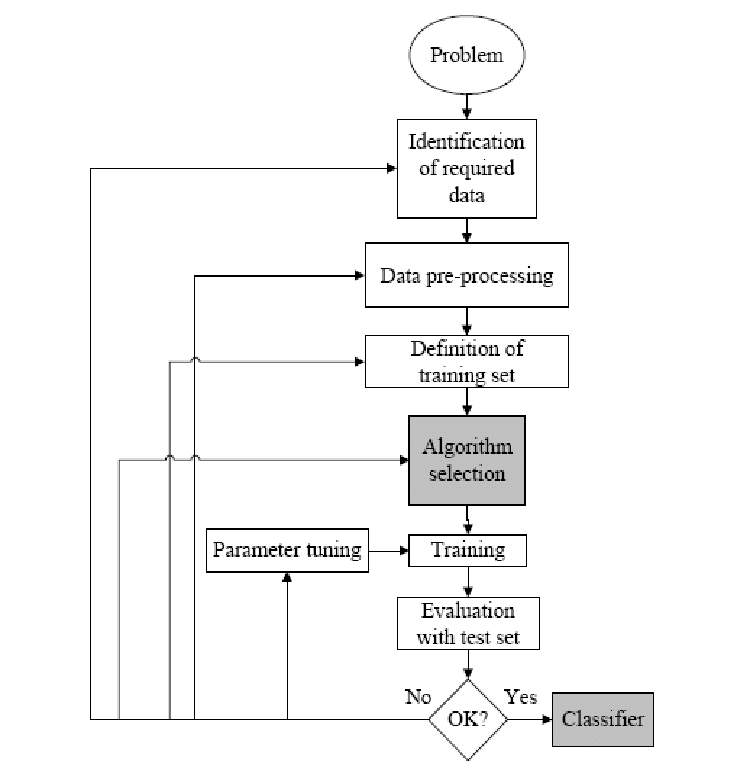 Problem
Identification
of required
data
Data pre-processing
Definition of
training set
Algorithm
selection
Parameter tuning
Training
Evaluation
with test set
No
Yes
OK?
Classifier